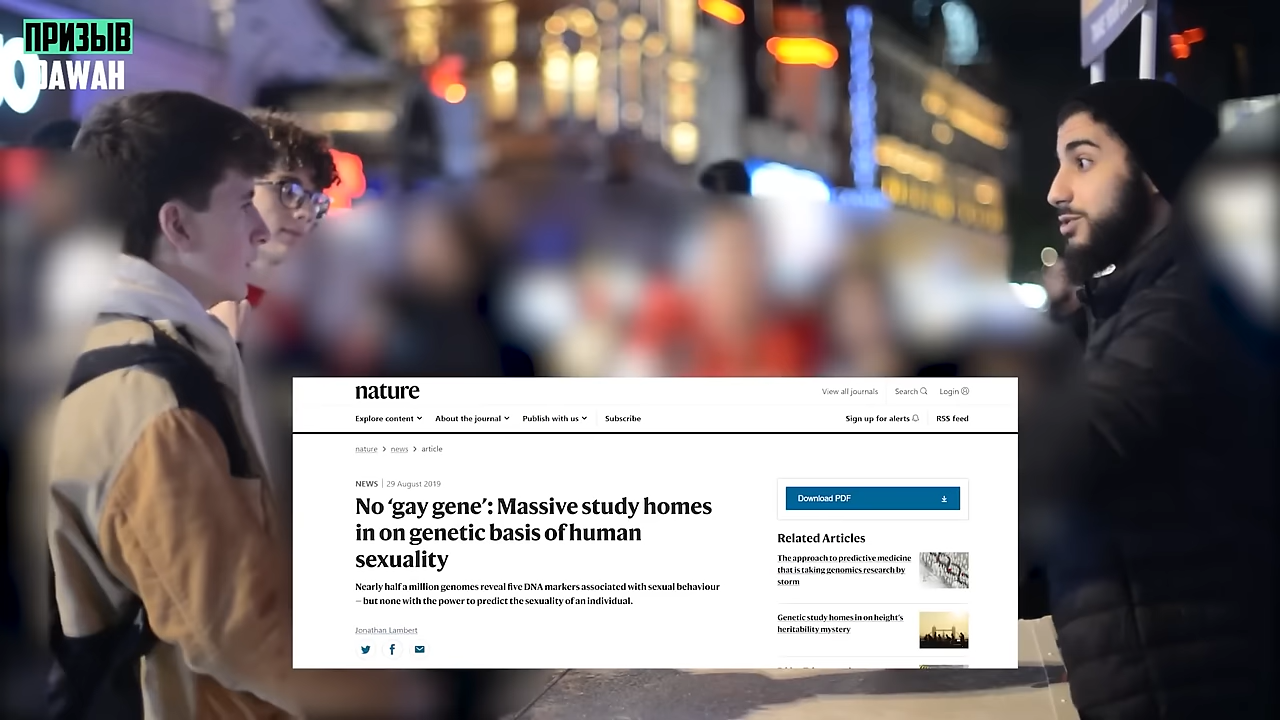 ПРИЗЫВ
DAWAH
nature
View all journals
Search
Login
Explore content
About the journal
Publish with us
Subscribe
Sign up for alerts
RSS feed
nature > news > article
NEWS | 29 August 2019
No ‘gay gene’: Massive study homes
in on genetic basis of human
sexuality
Nearly half a million genomes reveal five DNA markers associated with sexual behaviour
– but none with the power to predict the sexuality of an individual.
Jonathan Lambert
Download PDF
Related Articles
The approach to predictive medicine
that is taking genomics research by
storm
Genetic study homes in on height’s
heritability mystery